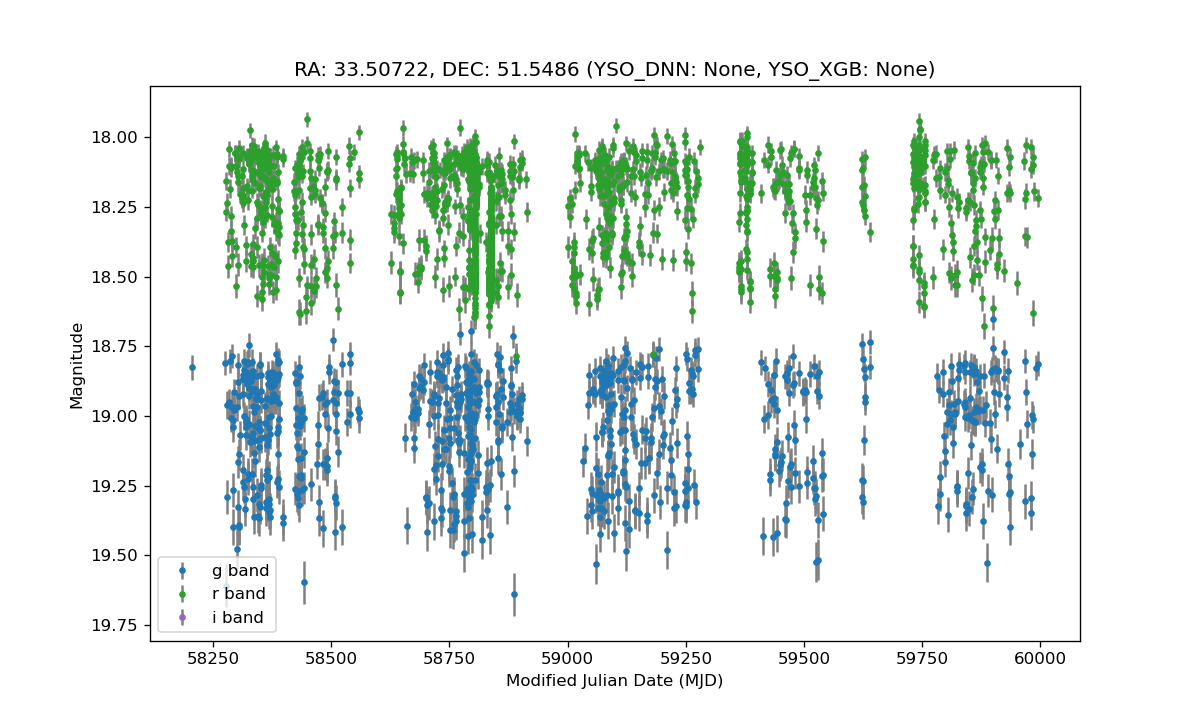 RA: 33.50722, DEC: 51.5486 (YSO_DNN: None, YSO_XGB: None)
18.00
18.25
18.50
18.75
19.00
19.25
19.50
19.75
Magnitude
g band
r band
i band
58250 58500 58750 59000 59250 59500 59750 60000
Modified Julian Date (MJD)